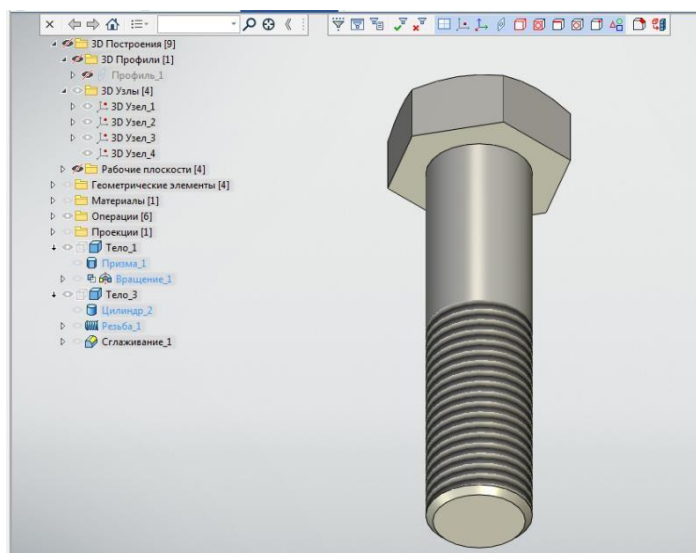 3D Построения [9]
3D Профили [1]
Профиль_1
3D Узлы [4]
3D Узел_1
3D Узел_2
3D Узел_3
3D Узел_4
Рабочие плоскости [4]
Геометрические элементы [4]
Материалы [1]
Операции [6]
Проекции [1]
Тело_1
Призма_1
Вращение_1
Тело_3
Цилиндр_2
Резьба_1
Сглаживание_1